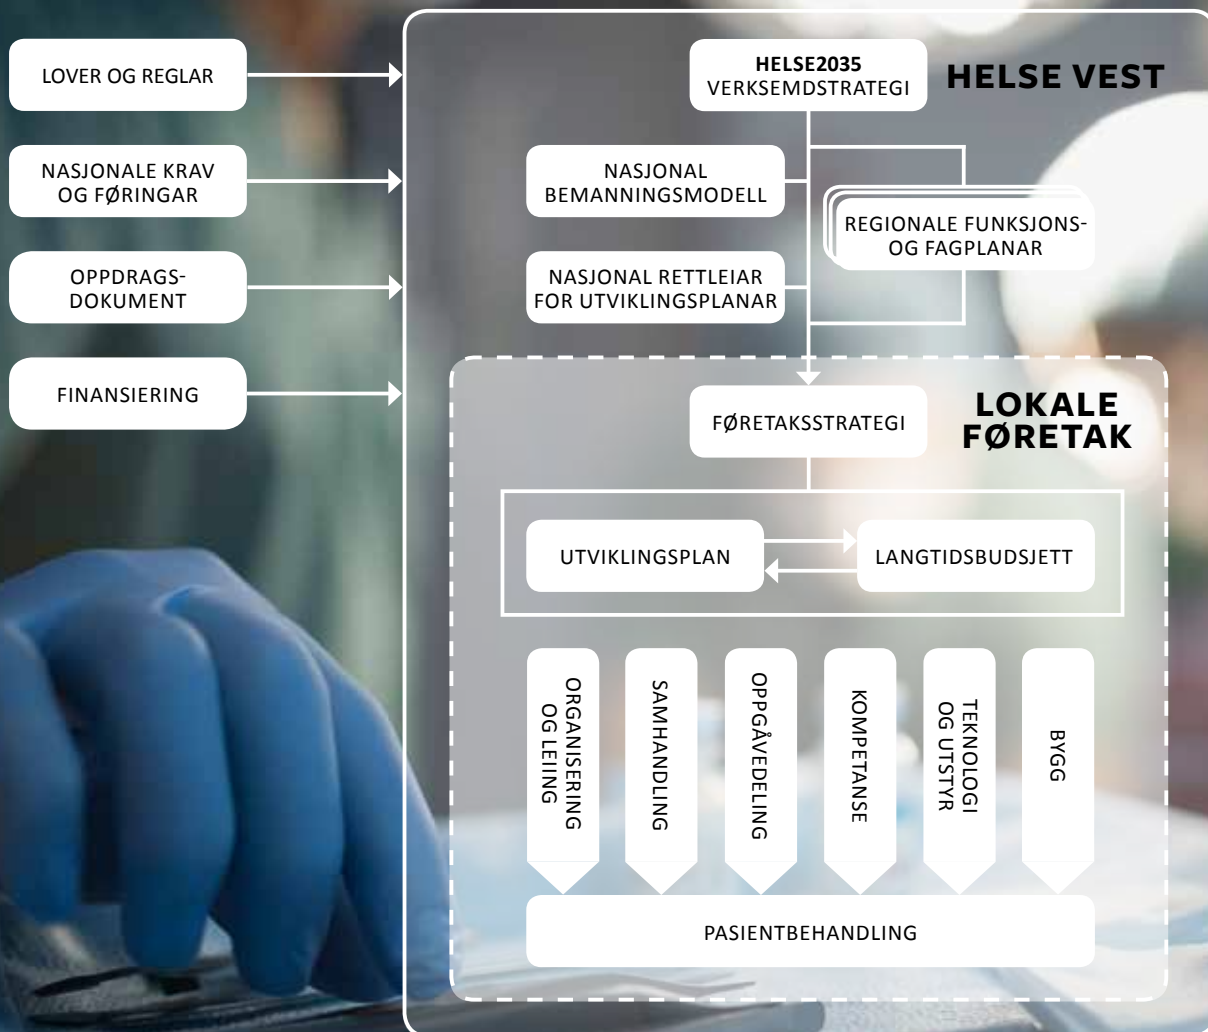 LOVER OG REGLAR
NASJONALE KRAV
OG FØRINGAR
OPPDRAGS-
DOKUMENT
FINANSIERING
HELSE VEST
HELSE2035
VERKSEMDSTRATEGI
NASJONAL
BEMANNINGSMODELL
REGIONALE FUNKSJONS-
OG FAGPLANAR
NASJONAL RETTLEIAR
FOR UTVIKLINGSPLANAR
LOKALE
FØRETAK
FØRETAKSSTRATEGI
UTVIKLINGSPLAN
LANGTIDSBUDSJETT
ORGANISERING
OG LEIING
SAMHANDLING
OPPGÅVEDELING
KOMPETANSE
TEKNOLOGI
OG UTSTYR
BYGG
PASIENTBEHANDLING